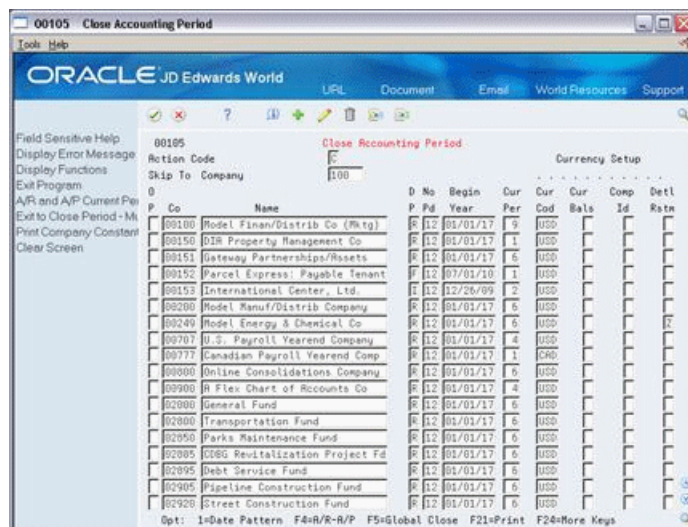 00105 Close Accounting Period
Tools Help
ORACLE JD Edwards World
URL Document Email World Resources Support
Field Sensitive Help
Display Error Message
Display Functions
Exit Program
A/R and A/P Current Per
Exit to Close Period - Mu
Print Company Constant
Clear Screen
00105 Close Accounting Period
Action Code C Currency Setup
Skip To Company 100 . . . . . . . . . .
O D No Begin Cur Cur Cur Comp Detl
P Co Name P Pd Year Per Cod Bals Id Rstm
00100 Model Finan/Distrib Co (Mktg) R 12 01/01/17 9 USD
00150 DIA Property Management Co R 12 01/01/17 1 USD
00151 Gateway Partnerships/Assets R 12 01/01/17 6 USD
00152 Parcel Express: Payable Tenant F 12 07/01/10 1 USD
00153 International Center, Ltd. I 12 12/26/09 2 USD
00200 Model Manuf/Distrib Company R 12 01/01/17 6 USD
00249 Model Energy & Chemical Co R 12 01/01/17 6 USD Z
00707 U.S. Payroll Yearend Company R 12 01/01/17 4 USD
00777 Canadian Payroll Yearend Comp R 12 01/01/17 1 CAD
00800 Online Consolidations Company R 12 01/01/17 6 USD
00900 A Flex Chart of Accounts Co R 12 01/01/17 4 USD
02000 General Fund R 12 01/01/17 6 USD
02800 Transportation Fund R 12 01/01/17 6 USD
02850 Parks Maintenance Fund R 12 01/01/17 6 USD
02885 CDBG Revitalization Project Fd R 12 01/01/17 6 USD
02895 Debt Service Fund R 12 01/01/17 6 USD
02905 Pipeline Construction Fund R 12 01/01/17 6 USD
02920 Street Construction Fund R 12 01/01/17 6 USD
Opt: 1=Date Pattern F4=A/R-A/P F5=Global Close F21=Print F24=More Keys